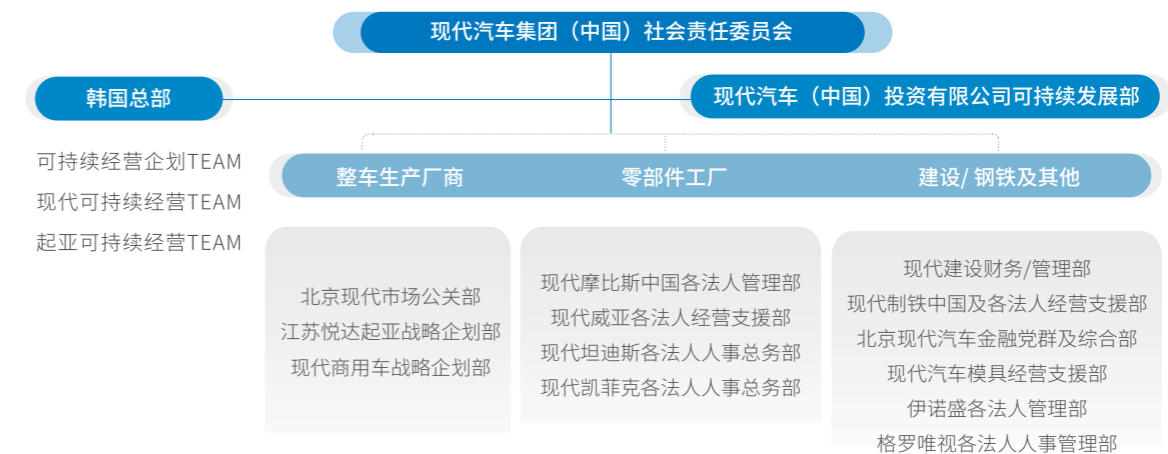 现代汽车集团（中国）社会责任委员会
韩国总部
现代汽车（中国）投资有限公司可持续发展部
可持续经营企划TEAM
现代可持续经营TEAM
起亚可持续经营TEAM
整车生产厂商
零部件工厂
建设/ 钢铁及其他
北京现代市场公关部
江苏悦达起亚战略企划部
现代商用车战略企划部
现代摩比斯中国各法人管理部
现代威亚各法人经营支援部
现代坦迪斯各法人人事总务部
现代凯菲克各法人人事总务部
现代建设财务/管理部
现代制铁中国及各法人经营支援部
北京现代汽车金融党群及综合部
现代汽车模具经营支援部
伊诺盛各法人管理部
格罗唯视各法人人事管理部